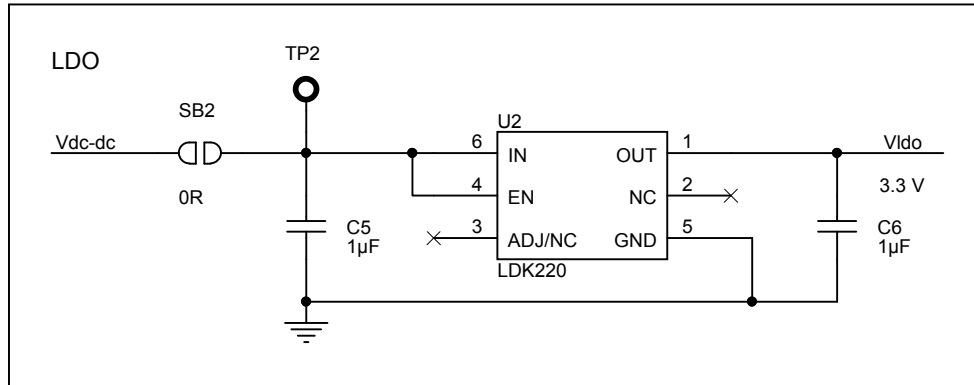 LDO
TP2
SB2
Vdc-dc
0R
C5
1µF
U2
6 IN OUT 1
4 EN NC 2
3 ADJ/NC GND 5
LDK220
Vldo
3.3 V
C6
1µF